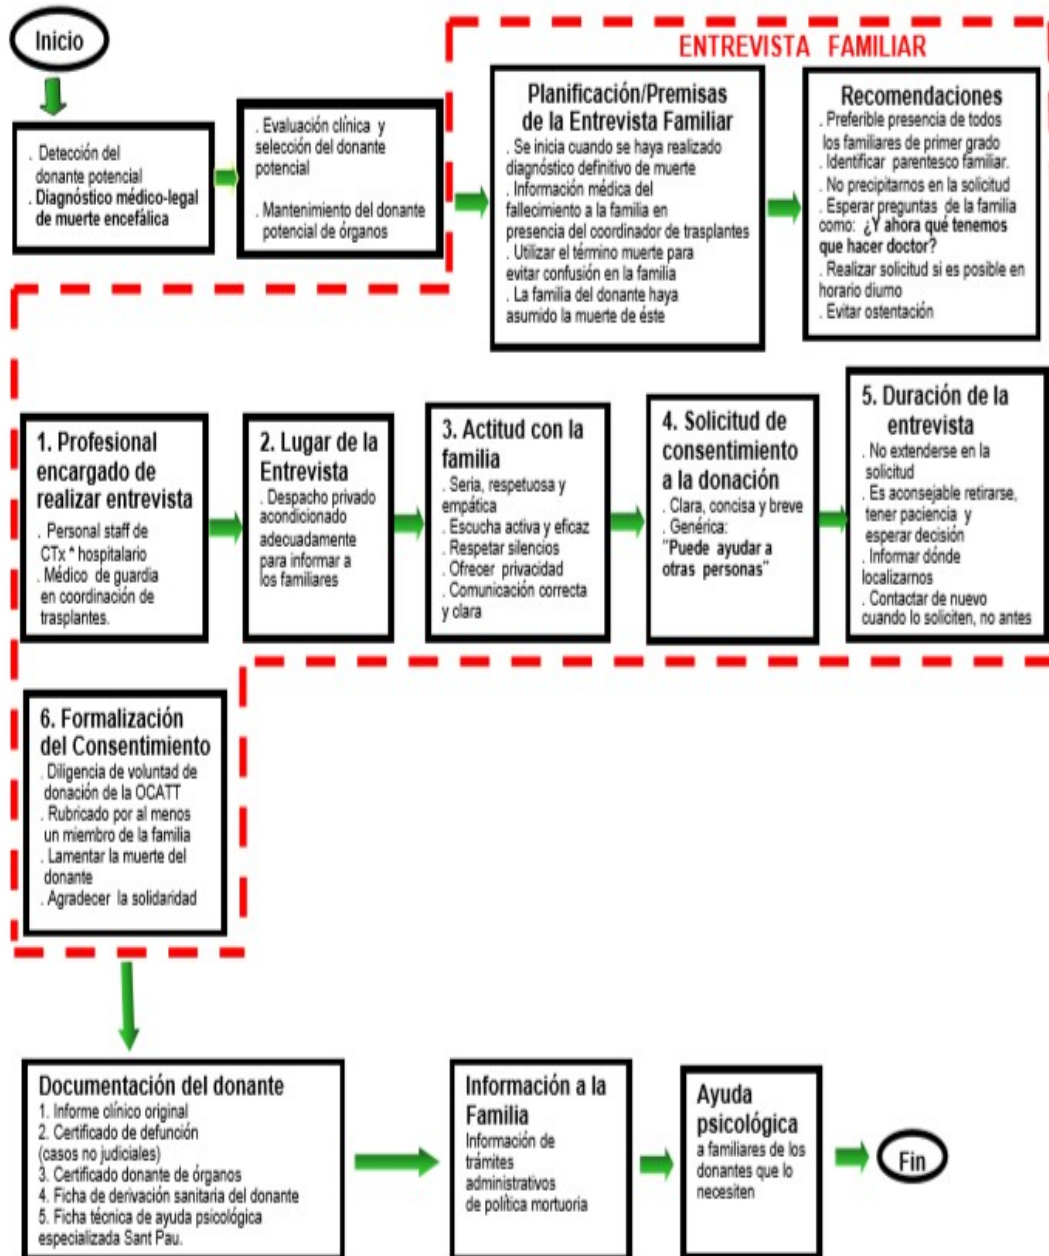 Inicio
ENTREVISTA FAMILIAR
. Detección del
donante potencial
. Diagnóstico médico-legal
de muerte encefálica
. Evaluación clínica y
selección del donante
potencial
. Mantenimiento del donante
potencial de órganos
Planificación/Premisas
de la Entrevista Familiar
. Se inicia cuando se haya realizado
diagnóstico definitivo de muerte
. Información médica del
fallecimiento a la familia en
presencia del coordinador de trasplantes
. Utilizar el término muerte para
evitar confusión en la familia
. La familia del donante haya
asumido la muerte de éste
Recomendaciones
. Preferible presencia de todos
los familiares de primer grado
. Identificar parentesco familiar.
. No precipitarnos en la solicitud
. Esperar preguntas de la familia
como: ¿Y ahora qué tenemos
que hacer doctor?
. Realizar solicitud si es posible en
horario diurno
. Evitar ostentación
1. Profesional
encargado de
realizar entrevista
. Personal staff de
CTx * hospitalario
. Médico de guardia
en coordinación de
trasplantes.
2. Lugar de la
Entrevista
. Despacho privado
acondicionado
adecuadamente
para informar a
los familiares
3. Actitud con la
familia
. Seria, respetuosa y
empática
. Escucha activa y eficaz
. Respetar silencios
. Ofrecer privacidad
. Comunicación correcta
y clara
4. Solicitud de
consentimiento
a la donación
. Clara, concisa y breve
. Genérica:
"Puede ayudar a
otras personas"
5. Duración de la
entrevista
. No extenderse en la
solicitud
. Es aconsejable retirarse,
tener paciencia y
esperar decisión
. Informar dónde
localizarnos
. Contactar de nuevo
cuando lo soliciten, no antes
6. Formalización
del Consentimiento
. Diligencia de voluntad de
donación de la OCATT
. Rubricado por al menos
un miembro de la familia
. Lamentar la muerte del
donante
. Agradecer la solidaridad
Documentación del donante
1. Informe clínico original
2. Certificado de defunción
(casos no judiciales)
3. Certificado donante de órganos
4. Ficha de derivación sanitaria del donante
5. Ficha técnica de ayuda psicológica
especializada Sant Pau.
Información a la
Familia
Información de
trámites
administrativos
de política mortuoria
Ayuda
psicológica
a familiares de los
donantes que lo
necesiten
Fin